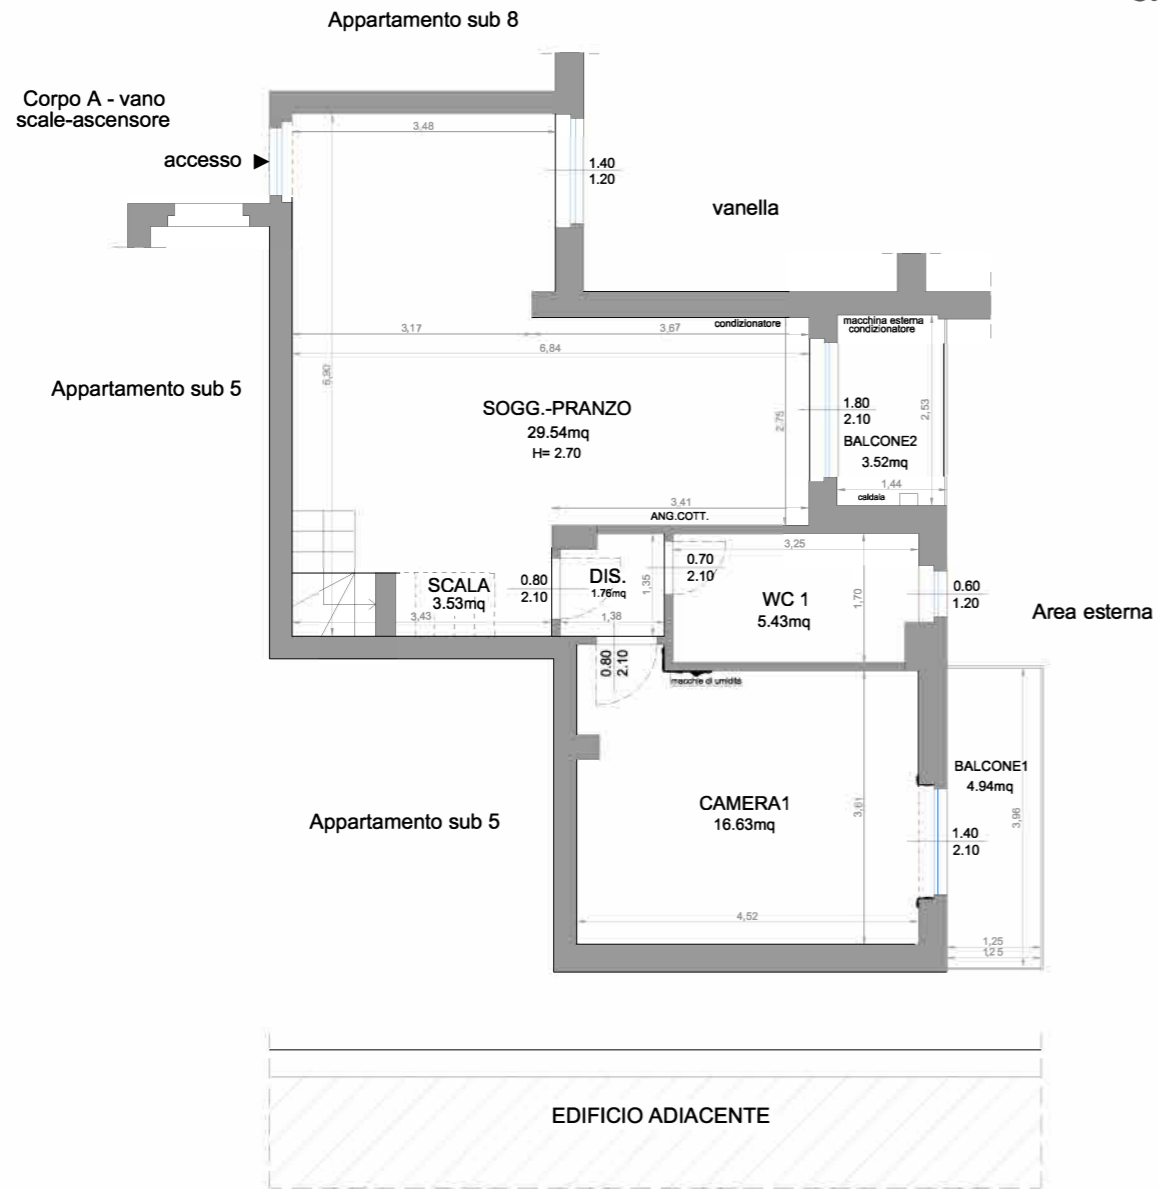 Appartamento sub 8
Corpo A - vano
scale-ascensore
accesso
3,48
1.40
1.20
vanella
3,17
3,67
condizionatore
macchina esterna
condizionatore
6,84
6,90
Appartamento sub 5
SOGG.-PRANZO
29.54mq
H= 2.70
2.75
1.80
2.10
2,53
BALCONE2
3.52mq
1,44
caldaia
3,41
ANG.COTT.
3,25
SCALA
3.53mq
0.80
2.10
DIS.
1.76mq
1,35
0.70
2.10
WC 1
5.43mq
1,70
0.60
1.20
Area esterna
3,43
1,38
0.80
2.10
macchie di umidità
BALCONE1
4.94mq
CAMERA1
16.63mq
3,61
3,96
Appartamento sub 5
1.40
2.10
4,52
1,25
1,25
EDIFICIO ADIACENTE